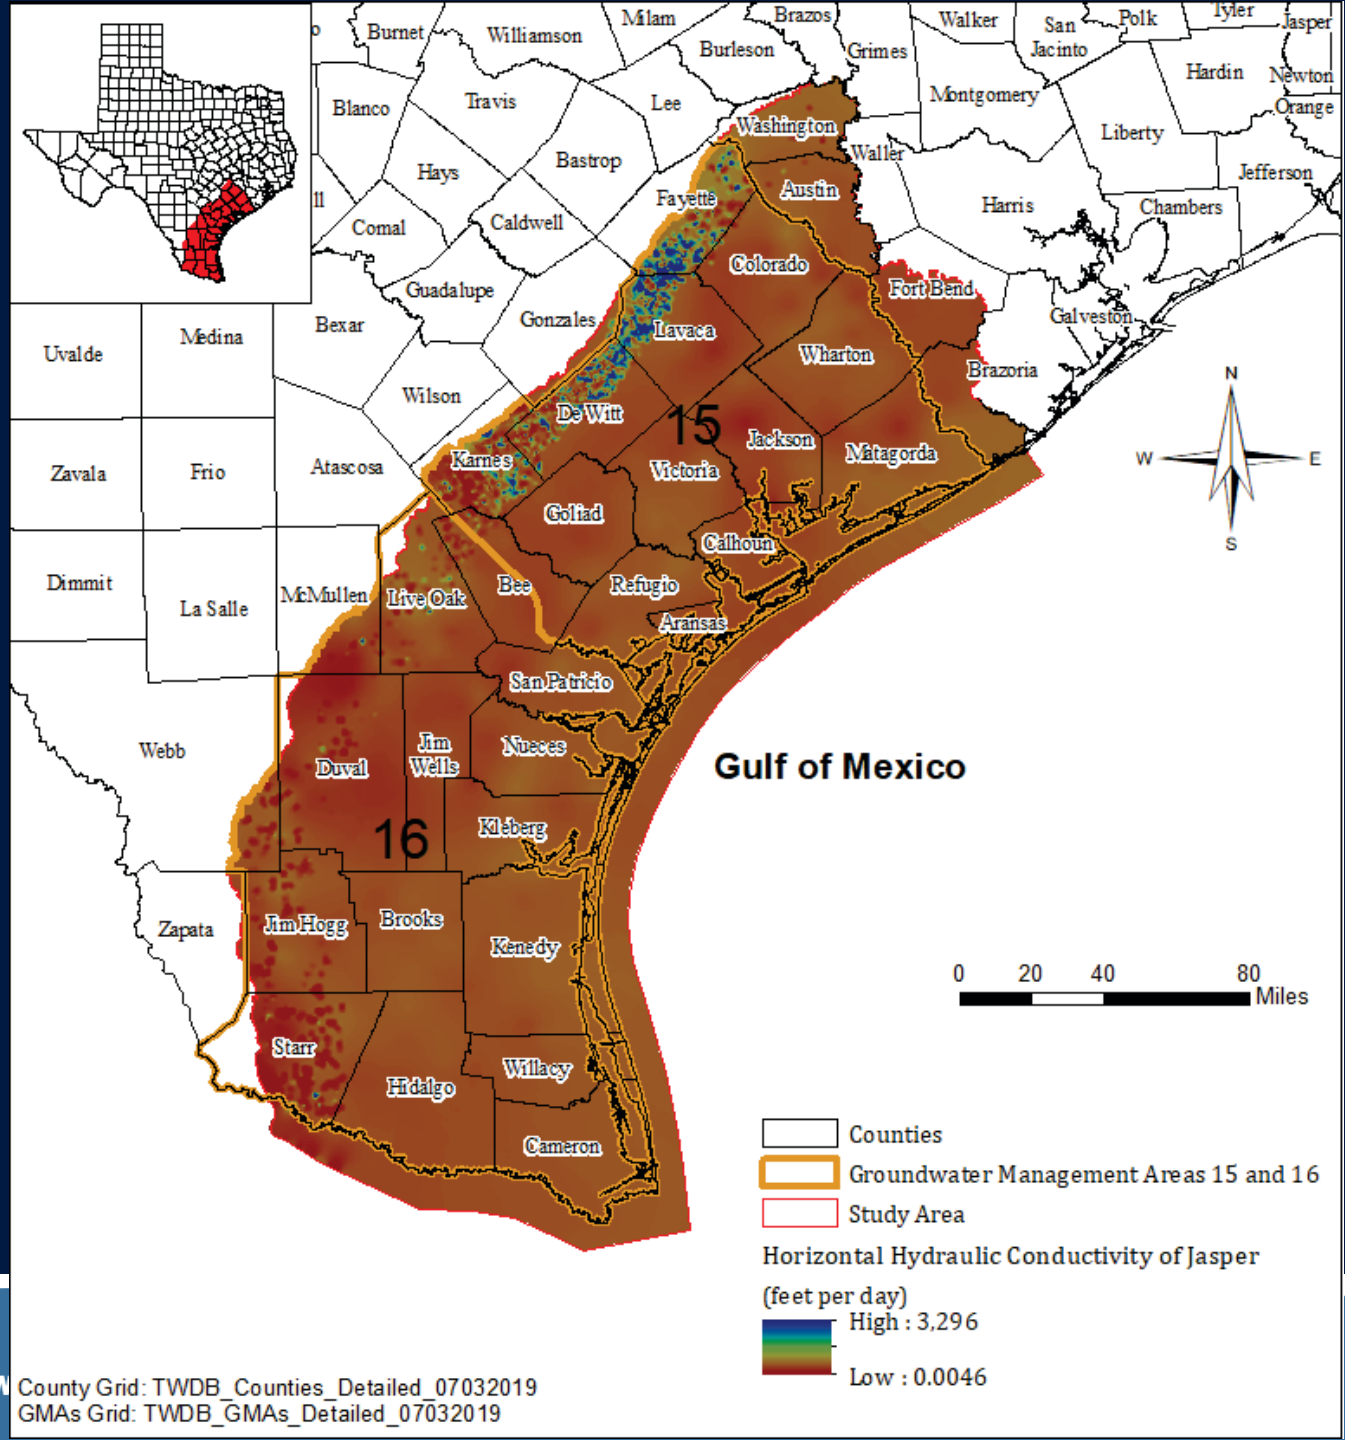 Burnet
Williamson
Milam
Brazos
Walker
San
Jacinto
Polk
Tyler
Jasper
Burleson
Grimes
Hardin
Newton
Orange
Blanco
Travis
Lee
Montgomery
Liberty
Washington
Waller
Hays
Bastrop
Jefferson
Fayette
Austin
Harris
Chambers
Comal
Caldwell
Colorado
Fort Bend
Guadalupe
Gonzales
Galveston
Bexar
Medina
Uvalde
Lavaca
Wharton
Brazoria
Wilson
De Witt
15
Jackson
Matagorda
Karnes
Victoria
Atascosa
Frio
Zavala
Goliad
Calhoun
N
W
E
S
Dimmit
La Salle
McMullen
Live Oak
Bee
Refugio
Aransas
San Patricio
Webb
Duval
Jim
Wells
Nueces
Gulf of Mexico
16
Kleberg
Zapata
Jim Hogg
Brooks
Kenedy
0 20 40 80
Miles
Starr
Hidalgo
Willacy
Cameron
Counties
Groundwater Management Areas 15 and 16
Study Area
Horizontal Hydraulic Conductivity of Jasper
(feet per day)
High : 3,296
Low : 0.0046
County Grid: TWDB_Counties_Detailed_07032019
GMAs Grid: TWDB_GMAs_Detailed_07032019